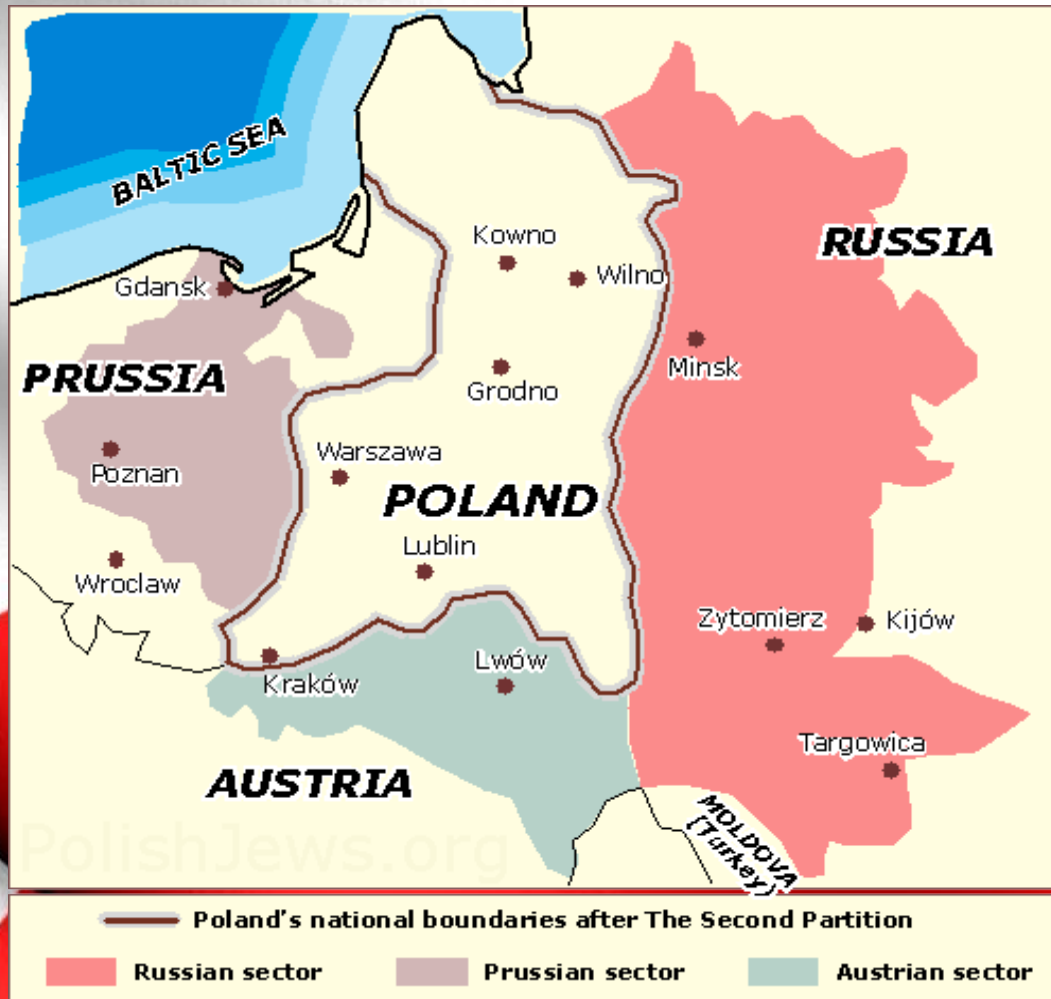 BALTIC SEA
Kowno
Wilno
RUSSIA
Gdansk
Minsk
PRUSSIA
Grodno
Warszawa
Poznan
POLAND
Lublin
Wroclaw
Zytomierz
Kijów
Lwów
Kraków
Targowica
AUSTRIA
MOLDOVA
(Turkey)
PolishJews.org
Poland's national boundaries after The Second Partition
Russian sector
Prussian sector
Austrian sector